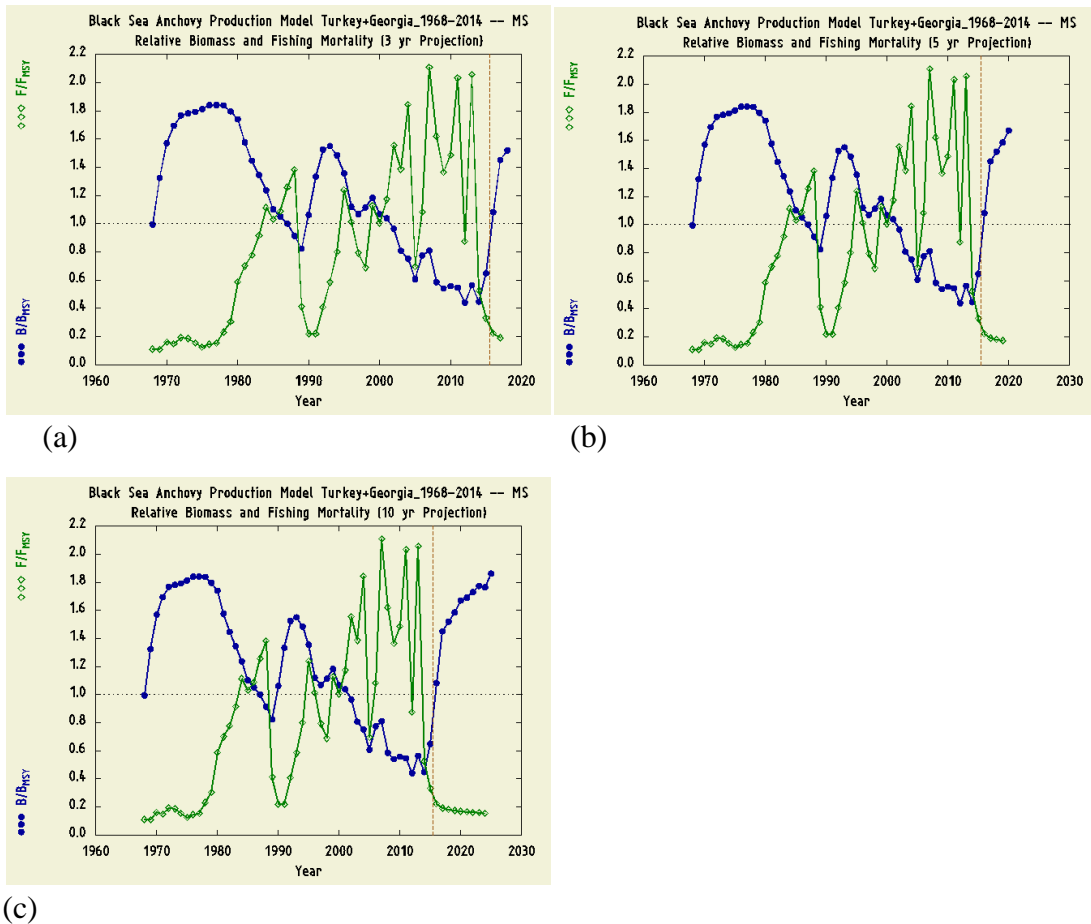 Black Sea Anchovy Production Model Turkey+Georgia_1968-2014 -- MS
Relative Biomass and Fishing Mortality (3 yr Projection)
F/FMSY
B/BMSY
2.2
2.0
1.8
1.6
1.4
1.2
1.0
0.8
0.6
0.4
0.2
0.0
1960 1970 1980 1990 2000 2010 2020
Year
(a)
Black Sea Anchovy Production Model Turkey+Georgia_1968-2014 -- MS
Relative Biomass and Fishing Mortality (5 yr Projection)
F/FMSY
B/BMSY
2.2
2.0
1.8
1.6
1.4
1.2
1.0
0.8
0.6
0.4
0.2
0.0
1960 1970 1980 1990 2000 2010 2020 2030
Year
(b)
Black Sea Anchovy Production Model Turkey+Georgia_1968-2014 -- MS
Relative Biomass and Fishing Mortality (10 yr Projection)
F/FMSY
B/BMSY
2.2
2.0
1.8
1.6
1.4
1.2
1.0
0.8
0.6
0.4
0.2
0.0
1960 1970 1980 1990 2000 2010 2020 2030
Year
(c)